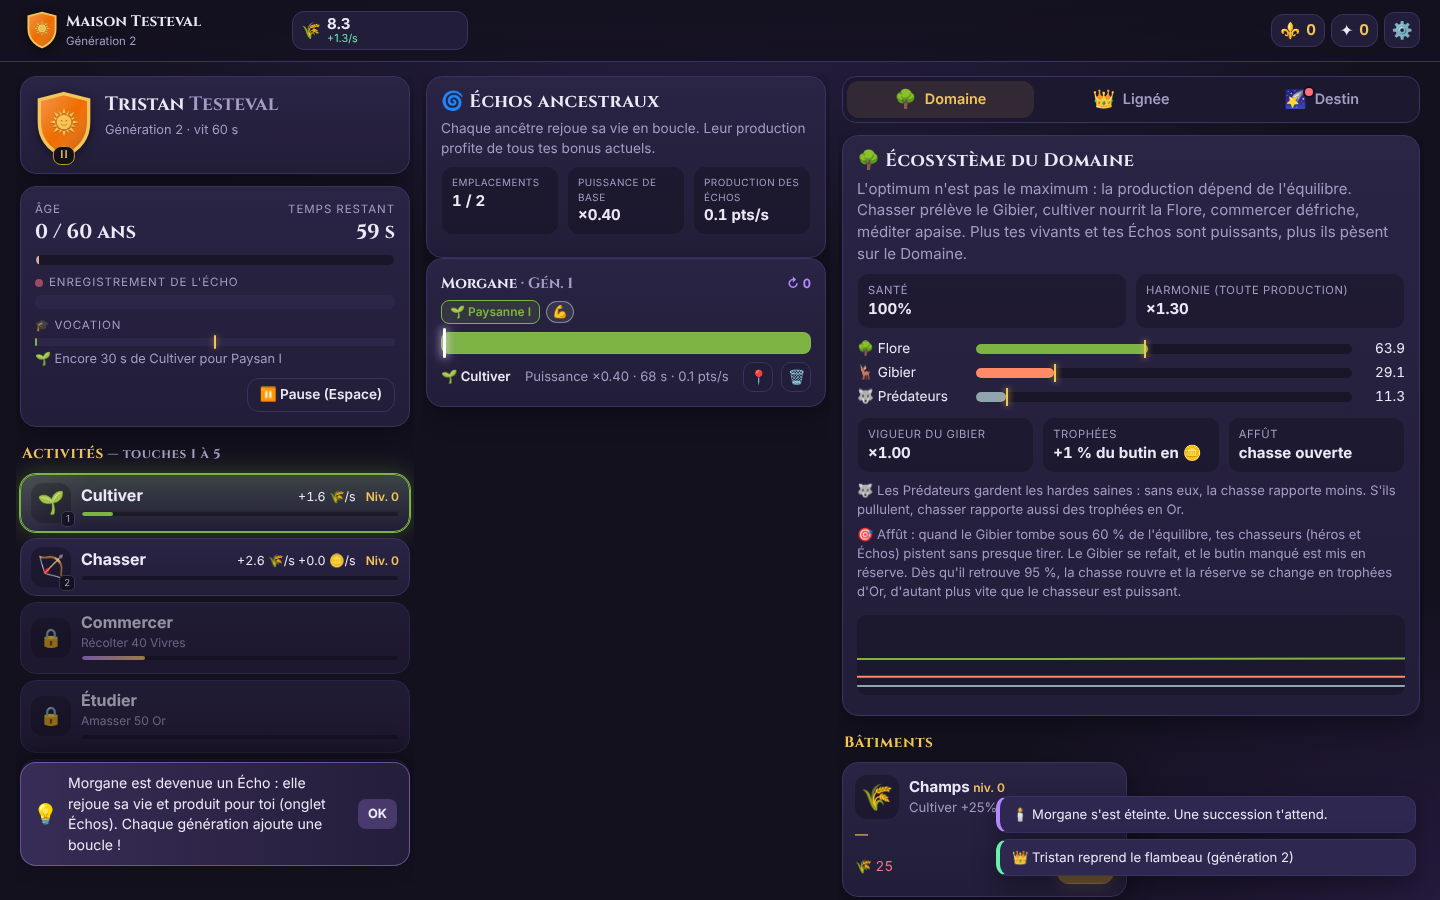 Maison Testeval
Génération 2
8.3
+1.3/s
0
0
Tristan Testeval
Génération 2 · vit 60 s
II
ÂGE
TEMPS RESTANT
0 / 60 ans
59 s
ENREGISTREMENT DE L'ÉCHO
VOCATION
Encore 30 s de Cultiver pour Paysan I
Pause (Espace)
Activités — touches 1 à 5
Cultiver
+1.6 /s Niv. 0
1
Chasser
+2.6 /s +0.0 /s Niv. 0
2
Commercer
Récolter 40 Vivres
Étudier
Amasser 50 Or
Morgane est devenue un Écho : elle
rejoue sa vie et produit pour toi (onglet
Échos). Chaque génération ajoute une
boucle !
OK
Échos ancestraux
Chaque ancêtre rejoue sa vie en boucle. Leur production
profite de tous tes bonus actuels.
EMPLACEMENTS
1 / 2
PUISSANCE DE
BASE
×0.40
PRODUCTION DES
ÉCHOS
0.1 pts/s
Morgane · Gén. 1
↻ 0
Paysanne I
Cultiver
Puissance ×0.40 · 68 s · 0.1 pts/s
Domaine
Lignée
Destin
Écosystème du Domaine
L'optimum n'est pas le maximum : la production dépend de l'équilibre.
Chasser prélève le Gibier, cultiver nourrit la Flore, commercer défriche,
méditer apaise. Plus tes vivants et tes Échos sont puissants, plus ils pèsent
sur le Domaine.
SANTÉ
100%
HARMONIE (TOUTE PRODUCTION)
×1.30
Flore
63.9
Gibier
29.1
Prédateurs
11.3
VIGUEUR DU GIBIER
×1.00
TROPHÉES
+1 % du butin en
AFFÛT
chasse ouverte
Les Prédateurs gardent les hardes saines : sans eux, la chasse rapporte moins. S'ils
pullulent, chasser rapporte aussi des trophées en Or.
Affût : quand le Gibier tombe sous 60 % de l'équilibre, tes chasseurs (héros et
Échos) pistent sans presque tirer. Le Gibier se refait, et le butin manqué est mis en
réserve. Dès qu'il retrouve 95 %, la chasse rouvre et la réserve se change en trophées
d'Or, d'autant plus vite que le chasseur est puissant.
Bâtiments
Champs niv. 0
Cultiver +25%
—
25
Morgane s'est éteinte. Une succession t'attend.
Tristan reprend le flambeau (génération 2)